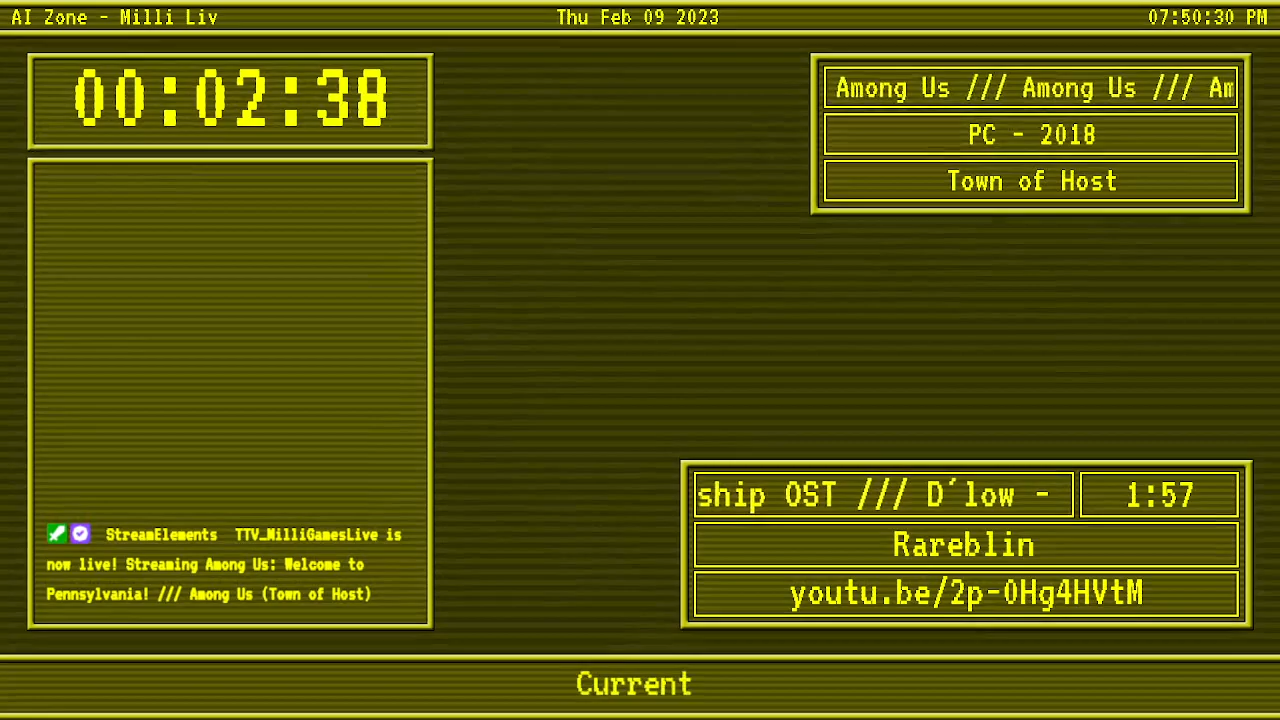 AI Zone - Milli Liv
Thu Feb 09 2023
07:50:30 PM
00:02:38
Among Us /// Among Us /// Am
PC - 2018
Town of Host
StreamElements TTV_MilliGamesLive is
now live! Streaming Among Us: Welcome to
Pennsylvania! /// Among Us (Town of Host)
ship OST /// D´low -
1:57
Rareblin
youtu.be/2p-0Hg4HVtM
Current